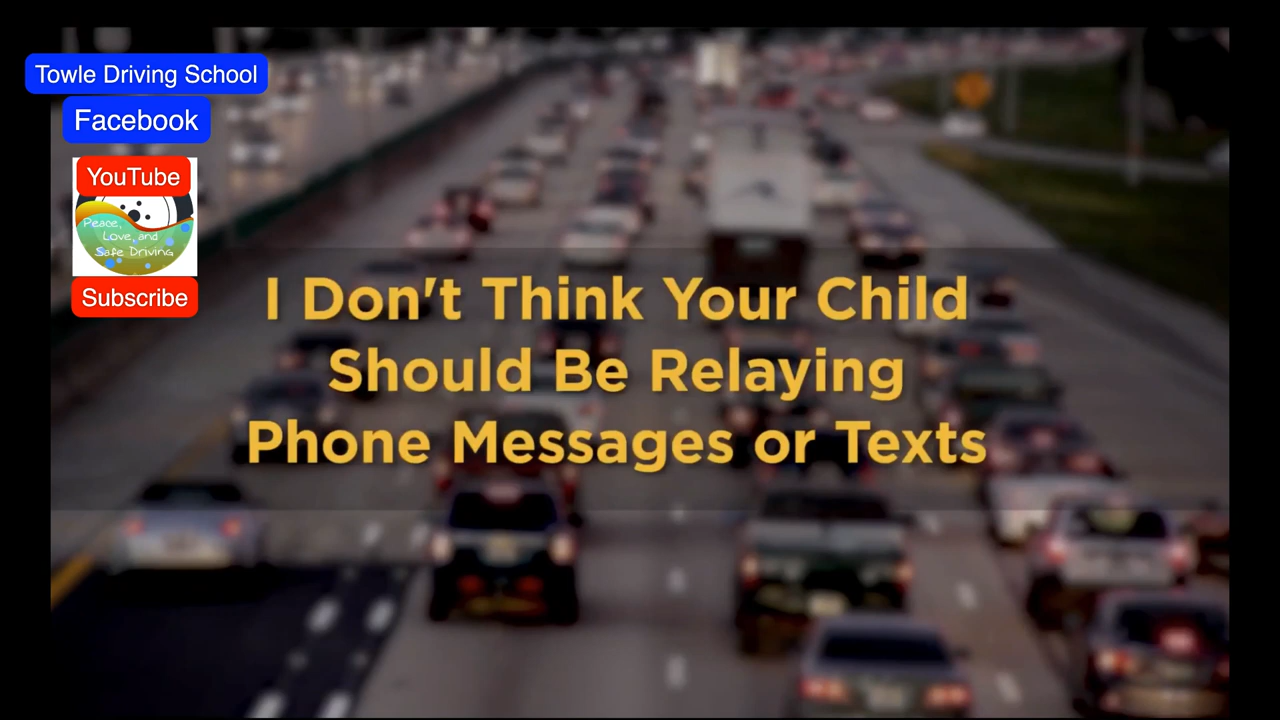 Towle Driving School
Facebook
YouTube
Peace,
Love, and
Safe Driving
Subscribe
I Don't Think Your Child
Should Be Relaying
Phone Messages or Texts